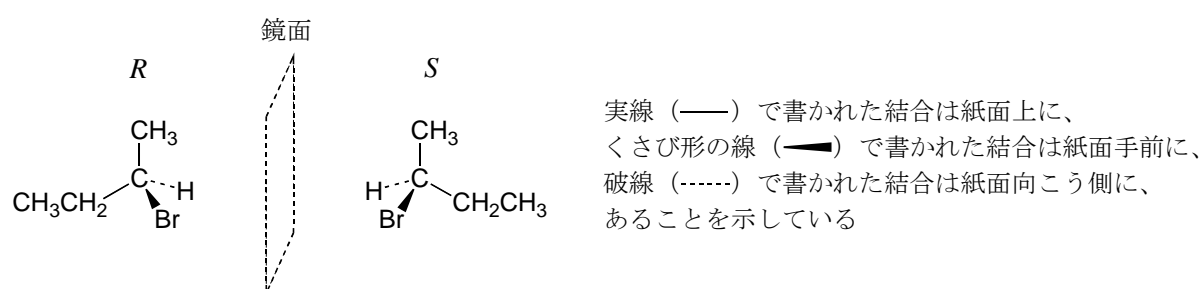 鏡面
R
S
CH3
C
H
CH3CH2
Br
CH3
H
C
Br
CH2CH3
実線（——）で書かれた結合は紙面上に、
くさび形の線（）で書かれた結合は紙面手前に、
破線（------）で書かれた結合は紙面向こう側に、
あることを示している